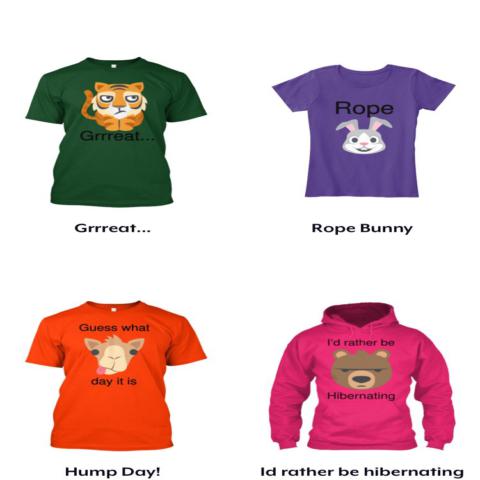 Grrreat...
Rope
Grrreat...
Rope Bunny
Guess what
day it is
I'd rather be
Hibernating
Hump Day!
Id rather be hibernating